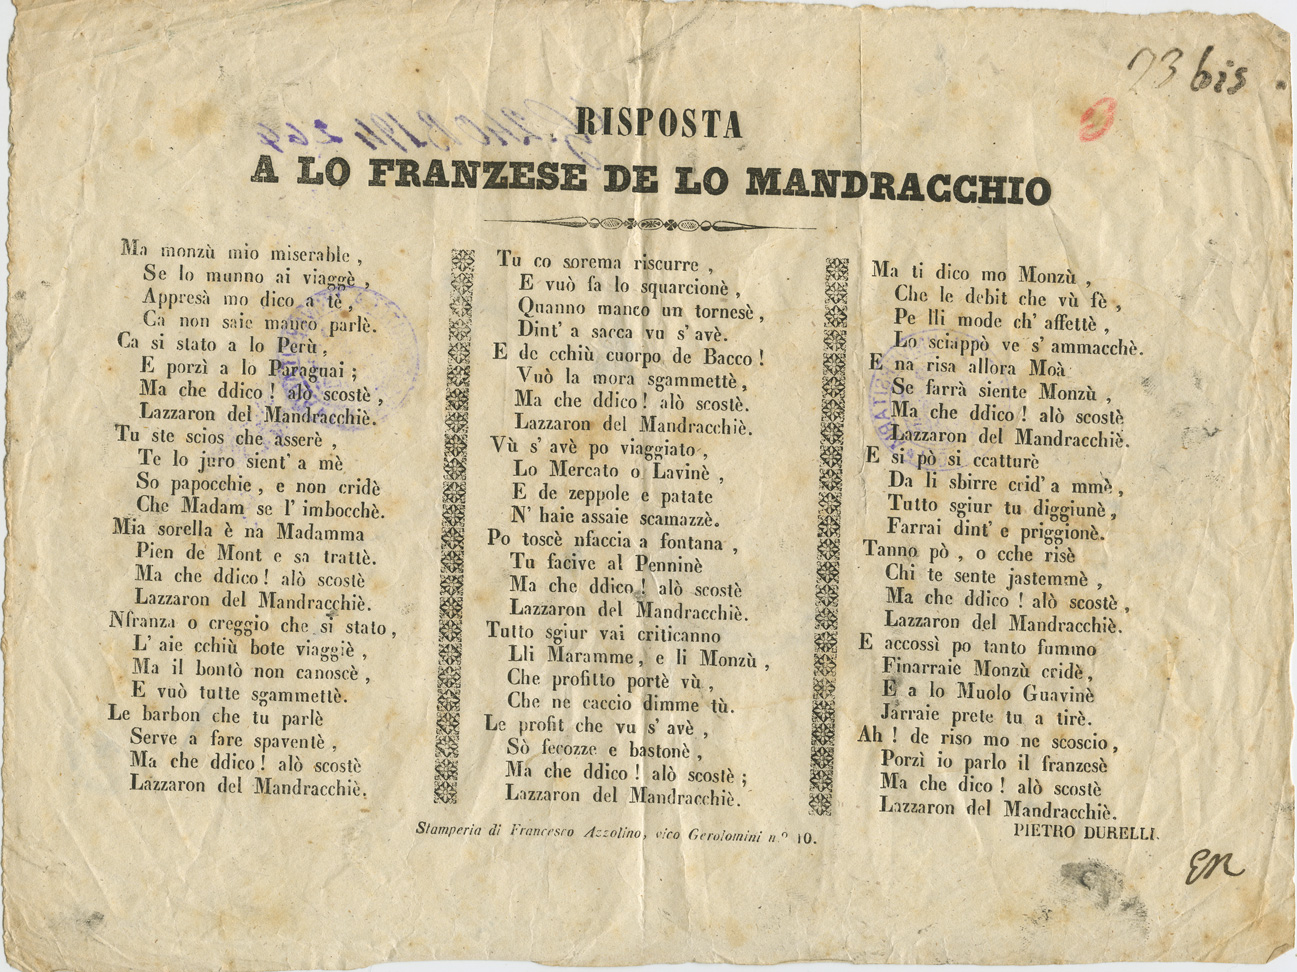 23 bis
RISPOSTA
A LO FRANZESE DE LO MANDRACCHIO
Ma monzù mio miserable ,
Se lo munno ai viaggè ,
Appresà mo dico a tè ,
Ca non saie manco parlè.
Ca si stato a lo Perù ,
E porzì a lo Paraguai ;
Ma che ddico ! alò scostè ,
Lazzaron del Mandracchiè.
Tu ste scios che asserè ,
Te lo juro sient' a mè
So papocchie , e non cridè
Che Madam se l' imbocchè.
Mia sorella è na Madamma
Pien de Mont e sa trattè.
Ma che ddico ! alò scostè
Lazzaron del Mandracchiè.
Nfranza o creggio che si stato ,
L' aie cchiù bote viaggiè ,
Ma il bontò non canoscè ,
E vuò tutte sgammettè.
Le barbon che tu parlè
Serve a fare spaventè ,
Ma che ddico ! alò scostè
Lazzaron del Mandracchiè.
Tu co sorema riscurre ,
E vuò fa lo squarcionè ,
Quanno manco un tornesè ,
Dint' a sacca vu s' avè.
E de cchiù cuorpo de Bacco !
Vuò la mora sgammettè ,
Ma che ddico ! alò scostè.
Lazzaron del Mandracchiè.
Vù s' avè po viaggiato ,
Lo Mercato o Lavinè ,
E de zeppole e patate
N' haie assaie scamazzè.
Po toscè nfaccia a fontana ,
Tu facive al Penninè
Ma che ddico ! alò scostè
Lazzaron del Mandracchiè.
Tutto sgiur vai criticanno
Lli Maramme , e li Monzù ,
Che profitto portè vù ,
Che ne caccio dimme tù.
Le profit che vu s' avè ,
Sò fecozze e bastonè ,
Ma che ddico ! alò scostè ;
Lazzaron del Mandracchiè.
Ma ti dico mo Monzù ,
Che le debit che vù fè ,
Pe lli mode ch' affettè ,
Lo sciappò ve s' ammacchè.
E na risa allora Moà
Se farrà siente Monzù ,
Ma che ddico ! alò scostè
Lazzaron del Mandracchiè.
E si pò si ccatturè
Da li sbirre crid' a mmè ,
Tutto sgiur tu diggiunè ,
Farrai dint' e priggionè.
Tanno pò , o cche risè
Chi te sente jastemmè ,
Ma che ddico ! alò scostè ,
Lazzaron del Mandracchiè.
E accossì po tanto fummo
Finarraie Monzù cridè ,
E a lo Muolo Guavinè
Jarraie prete tu a tirè.
Ah ! de riso mo ne scoscio ,
Porzì io parlo il franzesè
Ma che dico ! alò scostè
Lazzaron del Mandracchiè.
PIETRO DURELLI.
Stamperia di Francesco Azzolino, vico Gerolomini n.º 10.